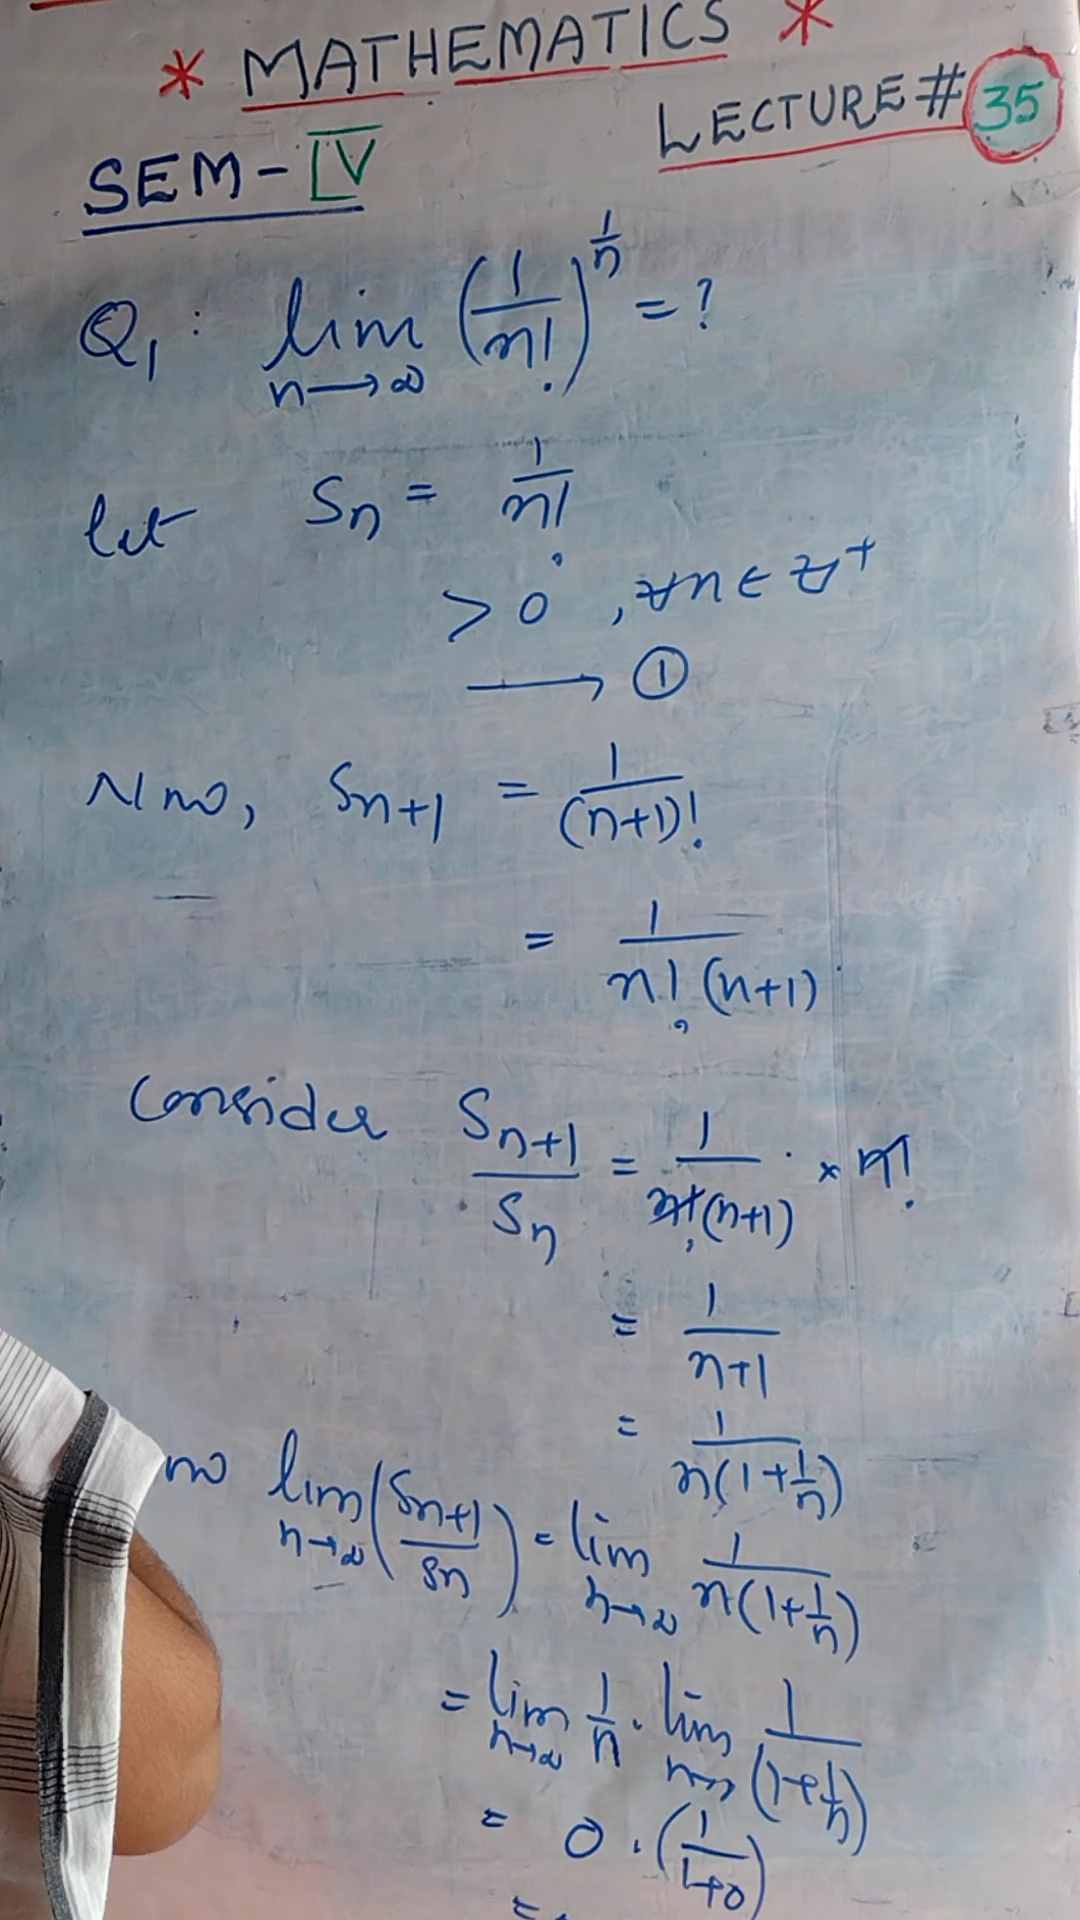 * MATHEMATICS *
LECTURE # 35
SEM-IV
Q₁ : lim n→∞ (1/n!)^(1/n) = ?
let Sn = 1/n!
> 0 , ∀n ∈ Z⁺
⟶ ①
Now, Sn+1 = 1/(n+1)!
= 1/(n!(n+1))
Consider Sn+1/Sn = 1/(n!(n+1)) × n!
= 1/(n+1)
= 1/(n(1+1/n))
lim n→∞ (Sn+1/Sn) = lim n→∞ 1/(n(1+1/n))
= lim n→∞ 1/n · lim n→∞ 1/(1+1/n)
= 0 · (1/(1+0))
=